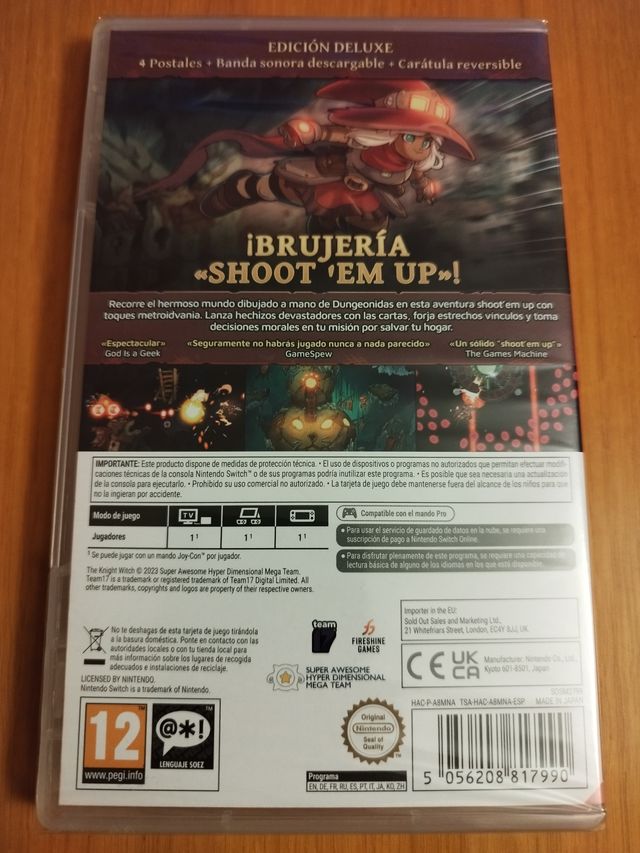 EDICIÓN DELUXE
4 Postales + Banda sonora descargable + Carátula reversible
¡BRUJERÍA
«SHOOT 'EM UP»!
Recorre el hermoso mundo dibujado a mano de Dungeonidas en esta aventura shoot'em up con
toques metroidvania. Lanza hechizos devastadores con las cartas, forja estrechos vínculos y toma
decisiones morales en tu misión por salvar tu hogar.
«Espectacular»
God Is a Geek
«Seguramente no habrás jugado nunca a nada parecido»
GameSpew
«Un sólido "shoot'em up"»
The Games Machine
IMPORTANTE: Este producto dispone de medidas de protección técnica. • El uso de dispositivos o programas no autorizados que permitan efectuar modifi-
caciones técnicas de la consola Nintendo Switch™ o de sus programas podría inutilizar este programa. • Es posible que sea necesaria una actualización
de la consola para ejecutarlo. • Prohibido su uso comercial no autorizado. • La tarjeta de juego debe mantenerse fuera del alcance de los niños para que
no la ingieran por accidente.
Modo de juego
TV
Jugadores
1¹
1¹
1¹
¹ Se puede jugar con un mando Joy-Con™ por jugador.
Compatible con el mando Pro
• Para usar el servicio de guardado de datos en la nube, se requiere una
suscripción de pago a Nintendo Switch Online
• Para disfrutar plenamente de este programa, se requiere una capacidad de
lectura básica de alguno de los idiomas en los que está disponible.
The Knight Witch © 2023 Super Awesome Hyper Dimensional Mega Team.
Team17 is a trademark or registered trademark of Team17 Digital Limited. All
other trademarks, copyrights and logos are property of their respective owners.
No te deshagas de esta tarjeta de juego tirándola
a la basura doméstica. Ponte en contacto con las
autoridades locales o con tu tienda local para
más información sobre los lugares de recogida
adecuados e instalaciones de reciclaje.
LICENSED BY NINTENDO.
Nintendo Switch is a trademark of Nintendo.
team
17
FIRESHINE
GAMES
SUPER AWESOME
HYPER DIMENSIONAL
MEGA TEAM
Importer in the EU:
Sold Out Sales and Marketing Ltd.,
21 Whitefriars Street, London, EC4Y 8JJ, UK.
CE UK
CA
Manufacturer: Nintendo Co., Ltd.,
Kyoto 601-8501, Japan
HAC-P-A8MNA TSA-HAC-A8MNA-ESP MADE IN JAPAN
12
www.pegi.info
@*!
LENGUAJE SOEZ
Original
Nintendo
Seal of
Quality
Programa
EN, DE, FR, RU, ES, PT, IT, JA, KO, ZH
5 056208 817990